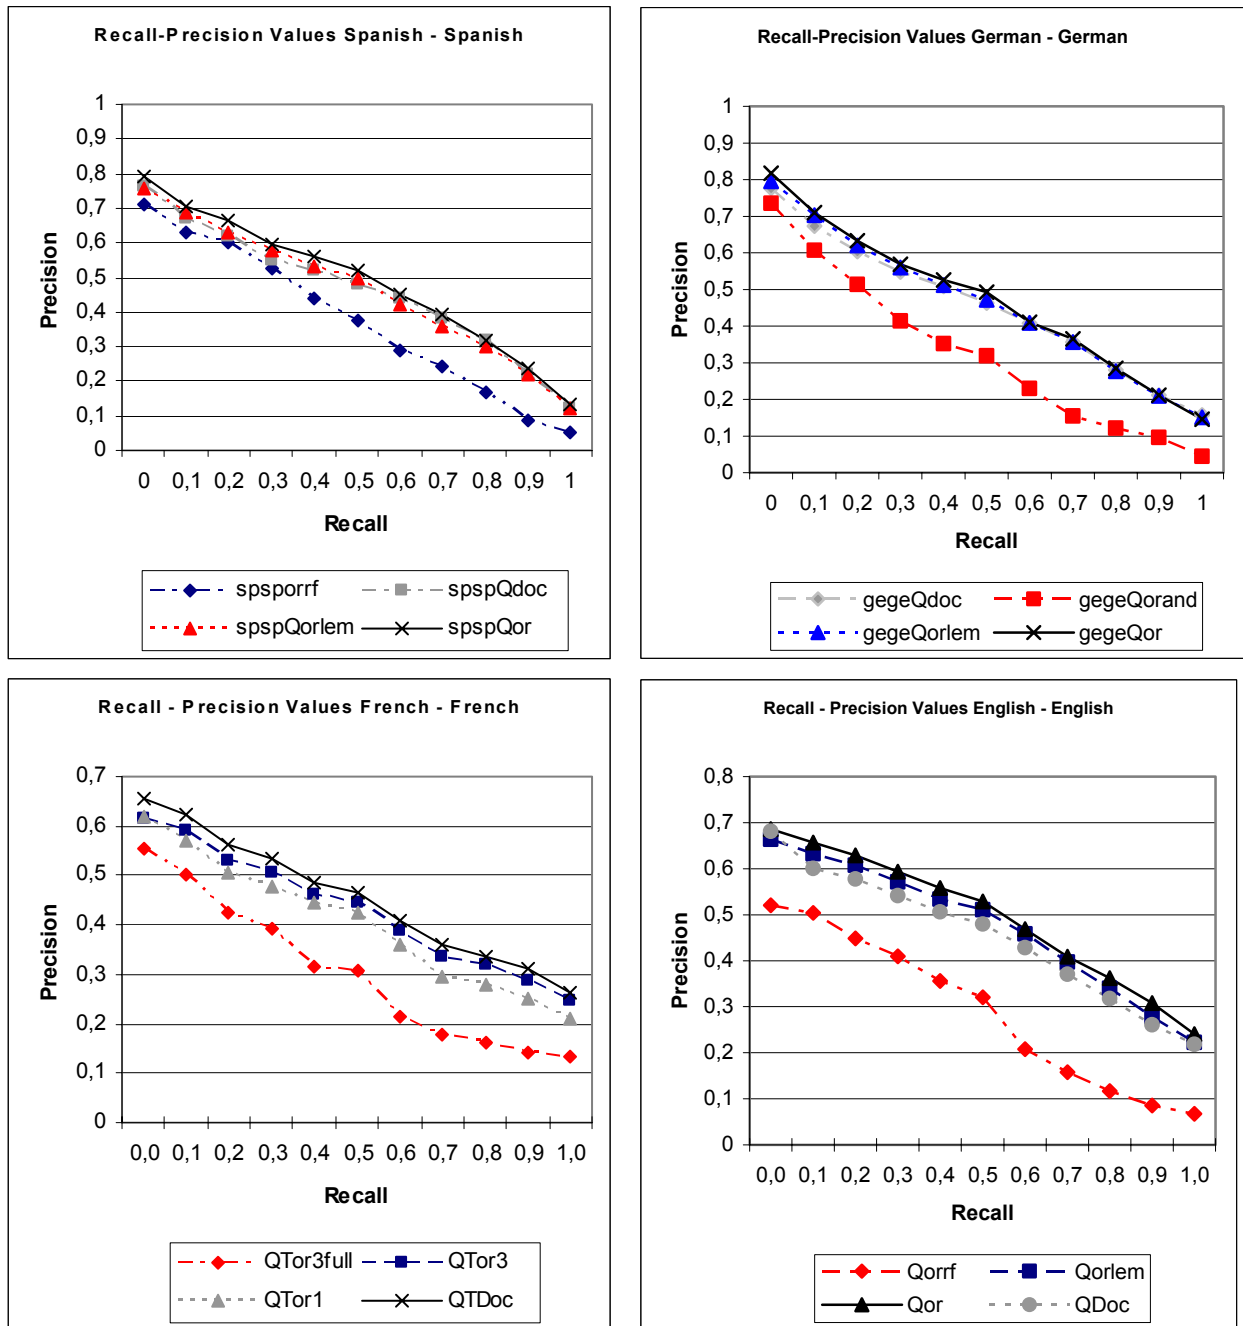 Recall-Precision Values Spanish - Spanish
Precision
1
0,9
0,8
0,7
0,6
0,5
0,4
0,3
0,2
0,1
0
0 0,1 0,2 0,3 0,4 0,5 0,6 0,7 0,8 0,9 1
Recall
spsporrf spspQdoc
spspQorlem spspQor
Recall-Precision Values German - German
Precision
1
0,9
0,8
0,7
0,6
0,5
0,4
0,3
0,2
0,1
0
0 0,1 0,2 0,3 0,4 0,5 0,6 0,7 0,8 0,9 1
Recall
gegeQdoc gegeQorand
gegeQorlem gegeQor
Recall - Precision Values French - French
Precision
0,7
0,6
0,5
0,4
0,3
0,2
0,1
0
0,0 0,1 0,2 0,3 0,4 0,5 0,6 0,7 0,8 0,9 1,0
Recall
QTor3full QTor3
QTor1 QTDoc
Recall - Precision Values English - English
Precision
0,8
0,7
0,6
0,5
0,4
0,3
0,2
0,1
0
0,0 0,1 0,2 0,3 0,4 0,5 0,6 0,7 0,8 0,9 1,0
Recall
Qorrf Qorlem
Qor QDoc